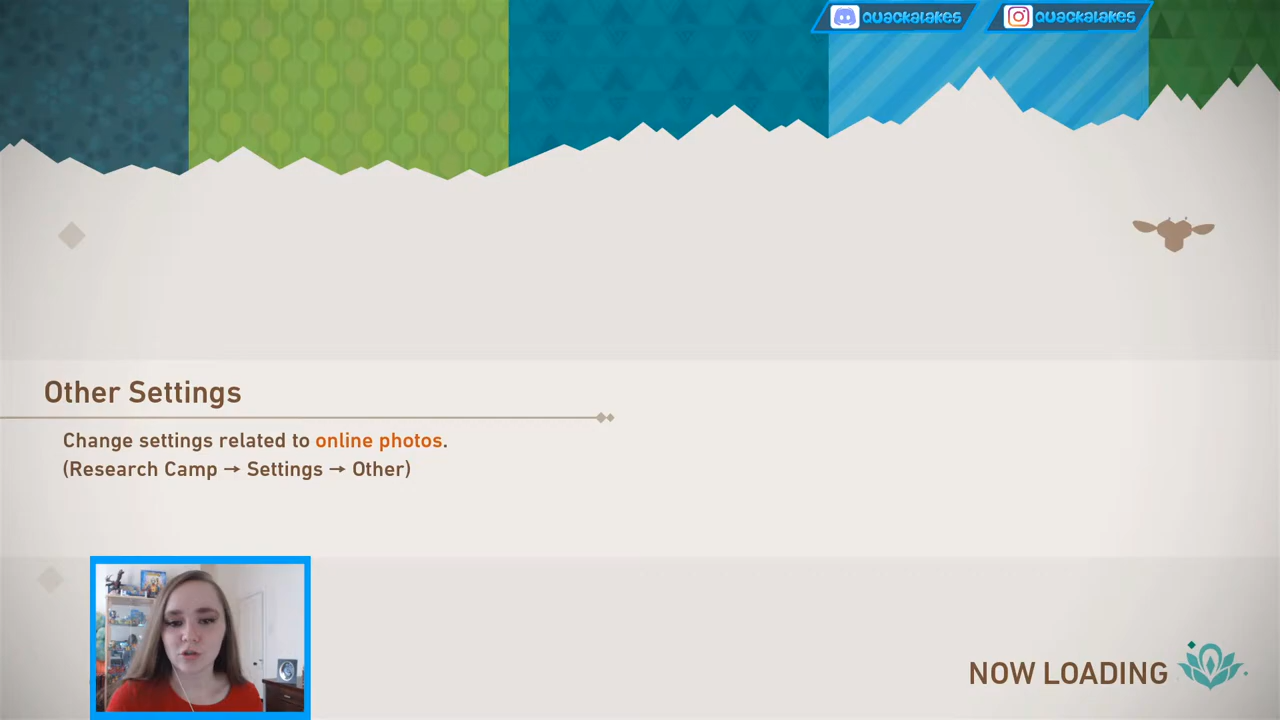 Quackalakes
Quackalakes
Other Settings
Change settings related to online photos.
(Research Camp → Settings → Other)
NOW LOADING